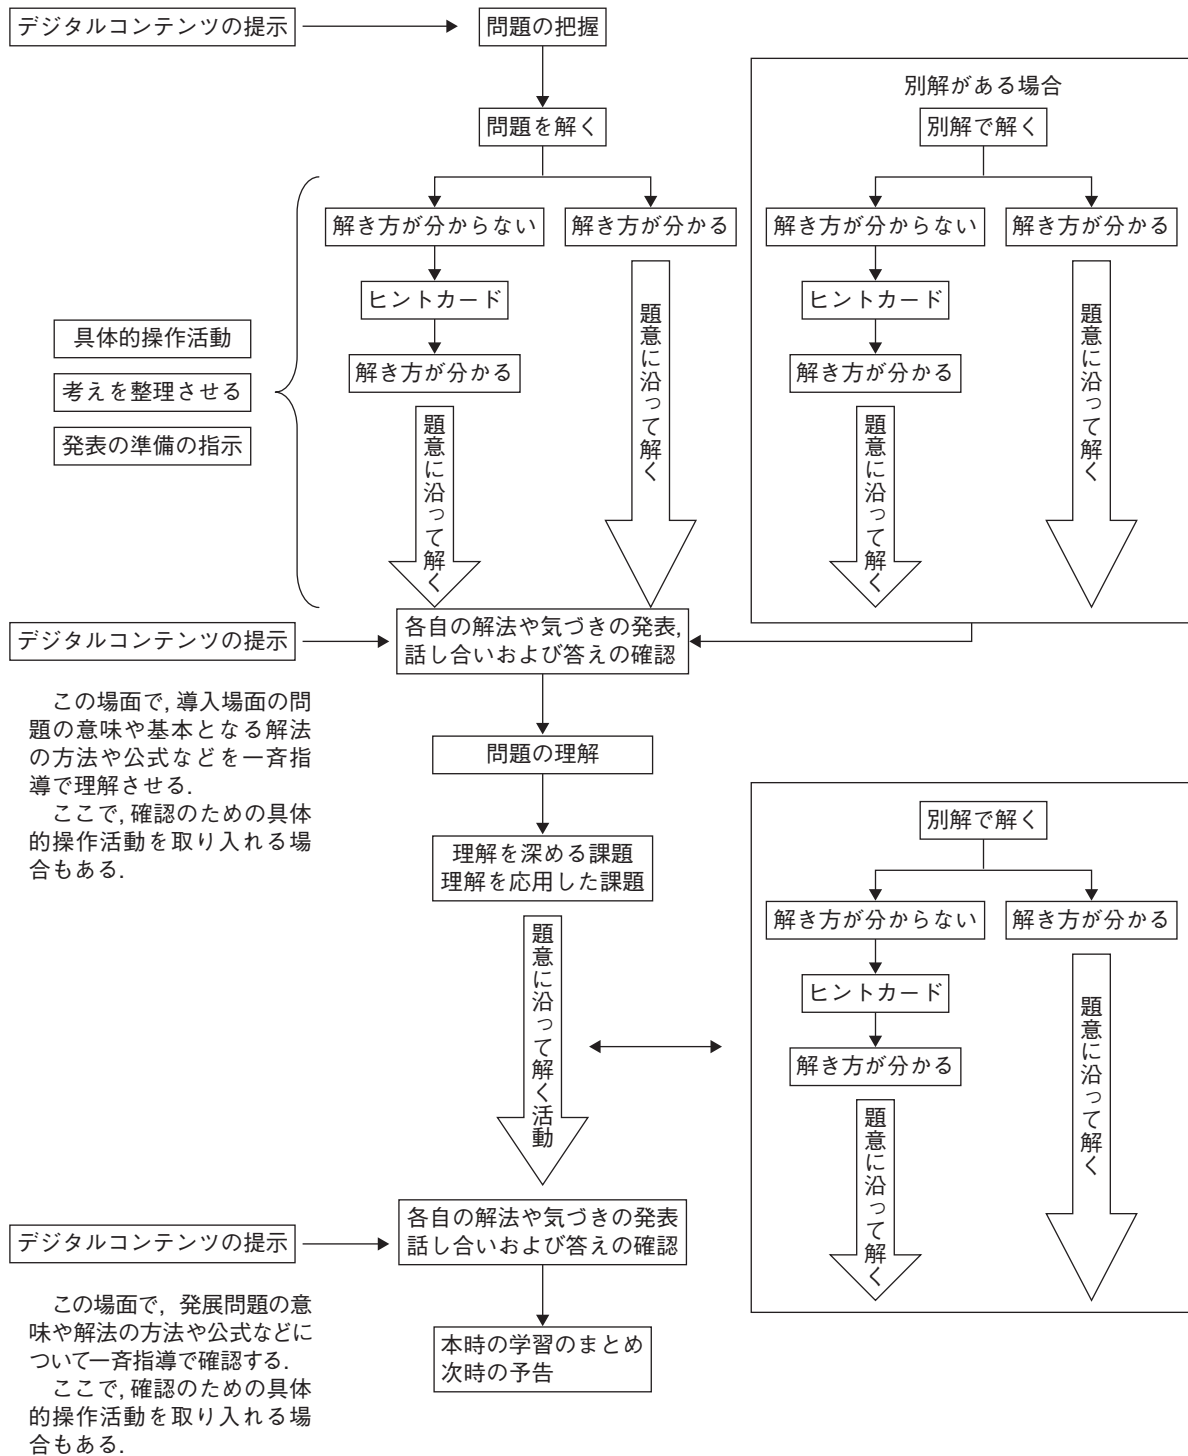 デジタルコンテンツの提示
問題の把握
問題を解く
解き方が分からない
解き方が分かる
ヒントカード
解き方が分かる
題意に沿って解く
題意に沿って解く
具体的操作活動
考えを整理させる
発表の準備の指示
別解がある場合
別解で解く
解き方が分からない
解き方が分かる
ヒントカード
解き方が分かる
題意に沿って解く
題意に沿って解く
デジタルコンテンツの提示
各自の解法や気づきの発表,
話し合いおよび答えの確認
この場面で, 導入場面の問
題の意味や基本となる解法
の方法や公式などを一斉指
導で理解させる.
ここで, 確認のための具体
的操作活動を取り入れる場
合もある.
問題の理解
理解を深める課題
理解を応用した課題
題意に沿って解く活動
別解で解く
解き方が分からない
解き方が分かる
ヒントカード
解き方が分かる
題意に沿って解く
題意に沿って解く
デジタルコンテンツの提示
各自の解法や気づきの発表
話し合いおよび答えの確認
この場面で, 発展問題の意
味や解法の方法や公式などに
ついて一斉指導で確認する.
ここで, 確認のための具体
的操作活動を取り入れる場
合もある.
本時の学習のまとめ
次時の予告